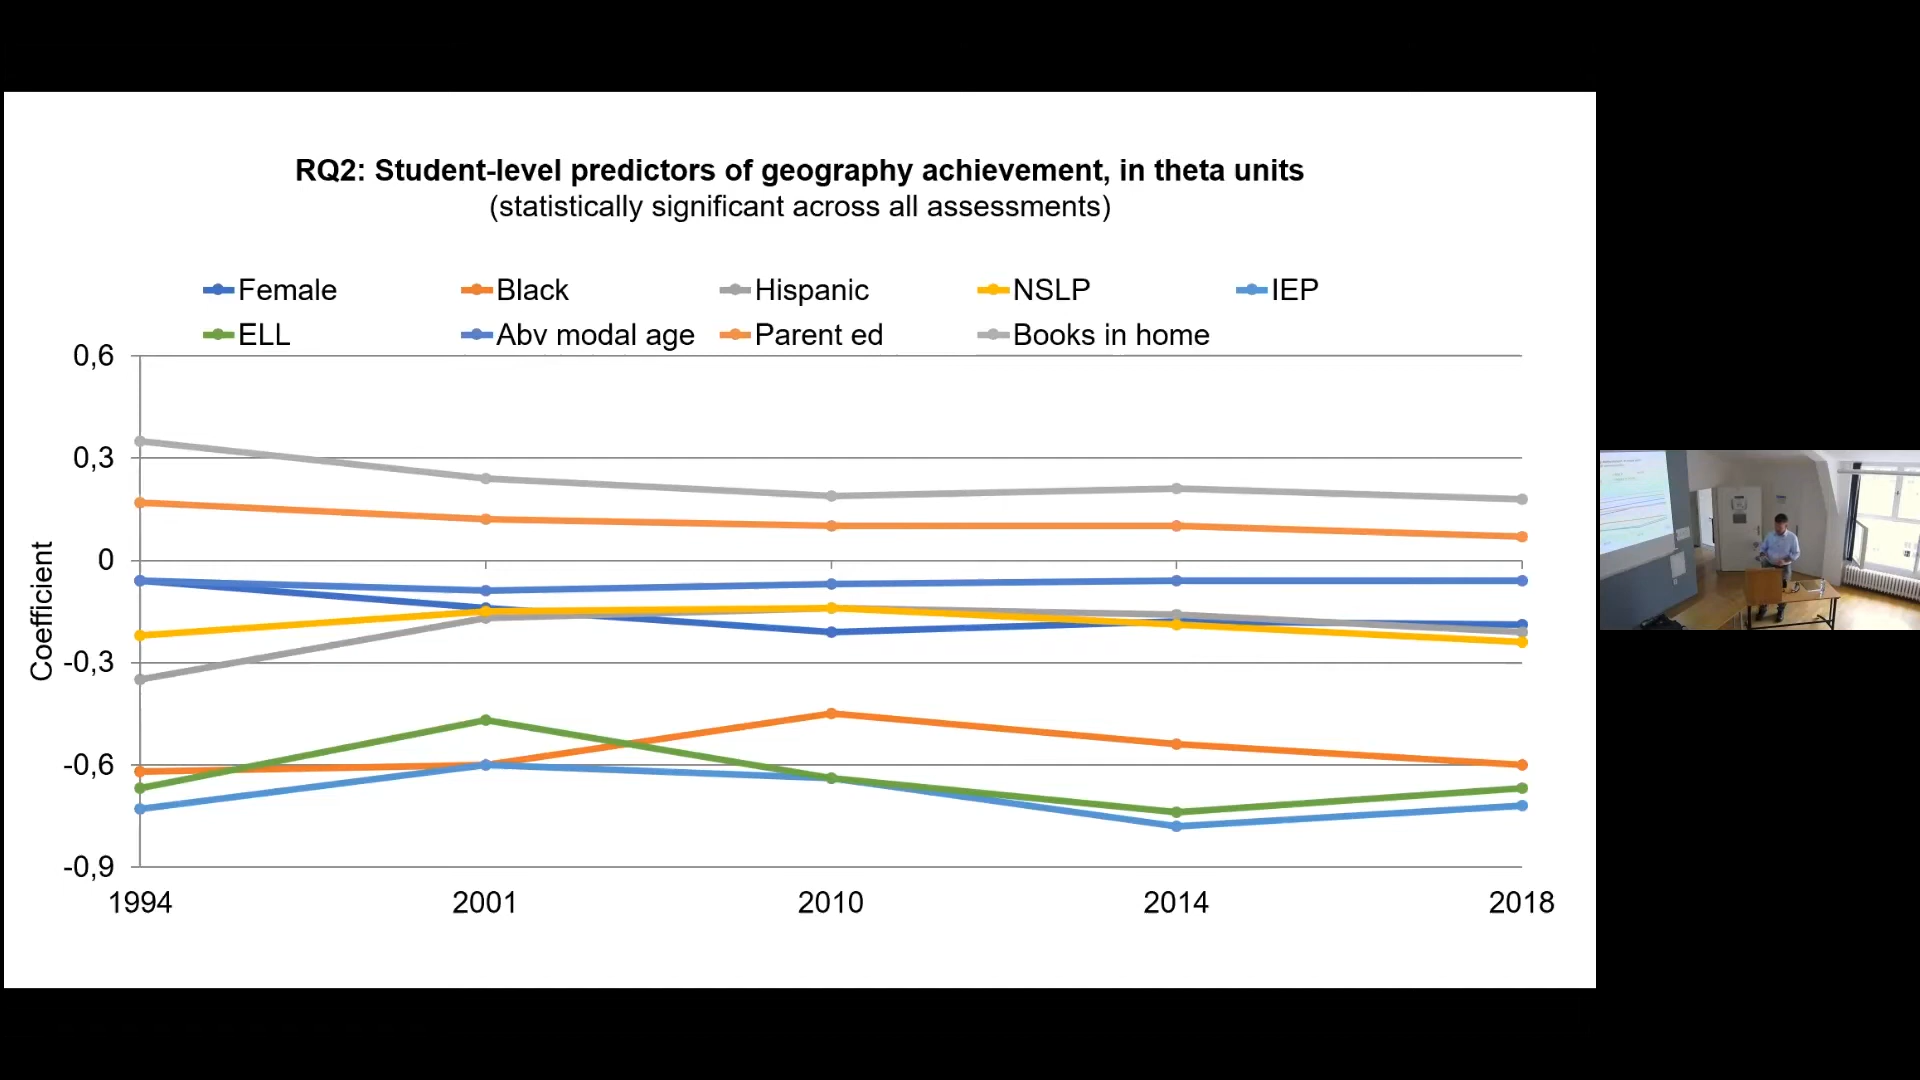 RQ2: Student-level predictors of geography achievement, in theta units
(statistically significant across all assessments)
Female Black Hispanic NSLP IEP
ELL Abv modal age Parent ed Books in home
0,6
0,3
0
-0,3
-0,6
-0,9
Coefficient
1994 2001 2010 2014 2018